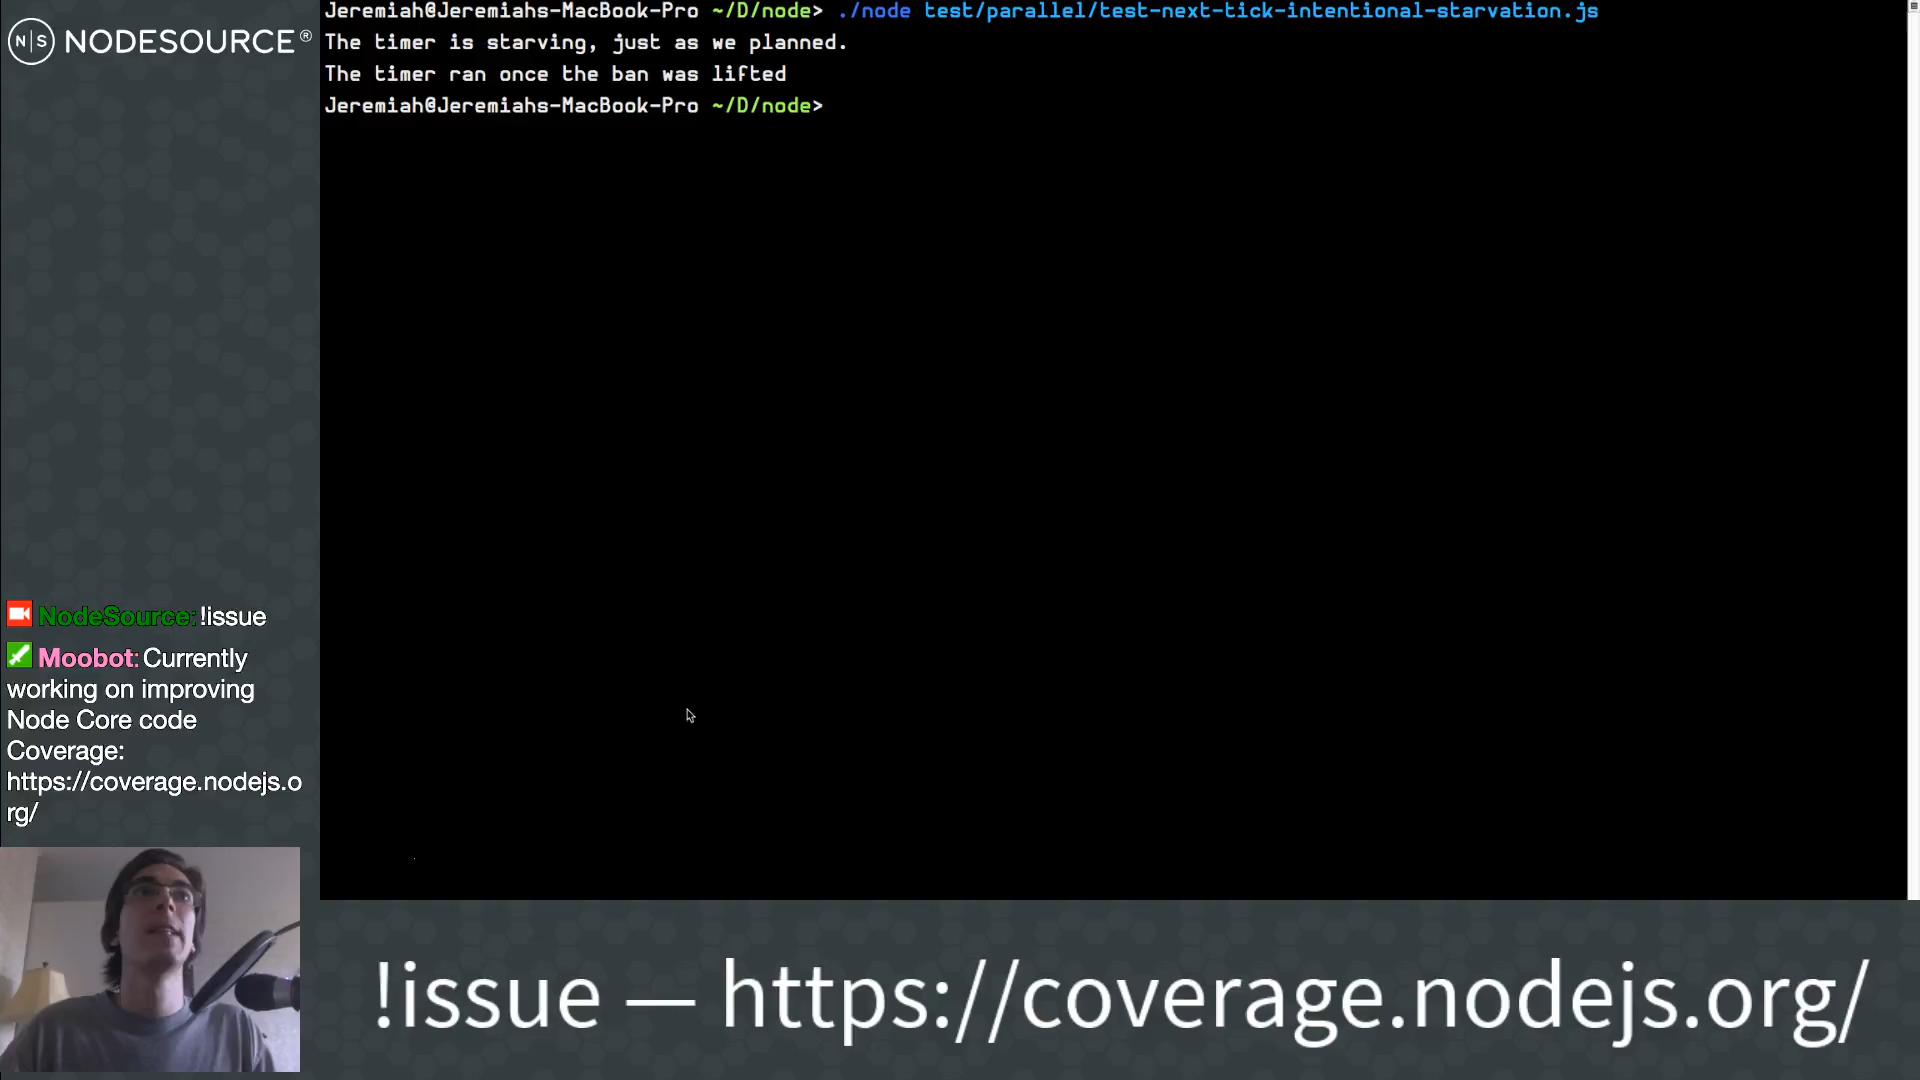 N|S NODESOURCE®
Jeremiah@Jeremiahs-MacBook-Pro ~/D/node> ./node test/parallel/test-next-tick-intentional-starvation.js
The timer is starving, just as we planned.
The timer ran once the ban was lifted
Jeremiah@Jeremiahs-MacBook-Pro ~/D/node>
NodeSource: !issue
Moobot: Currently
working on improving
Node Core code
Coverage:
https://coverage.nodejs.o
rg/
!issue — https://coverage.nodejs.org/